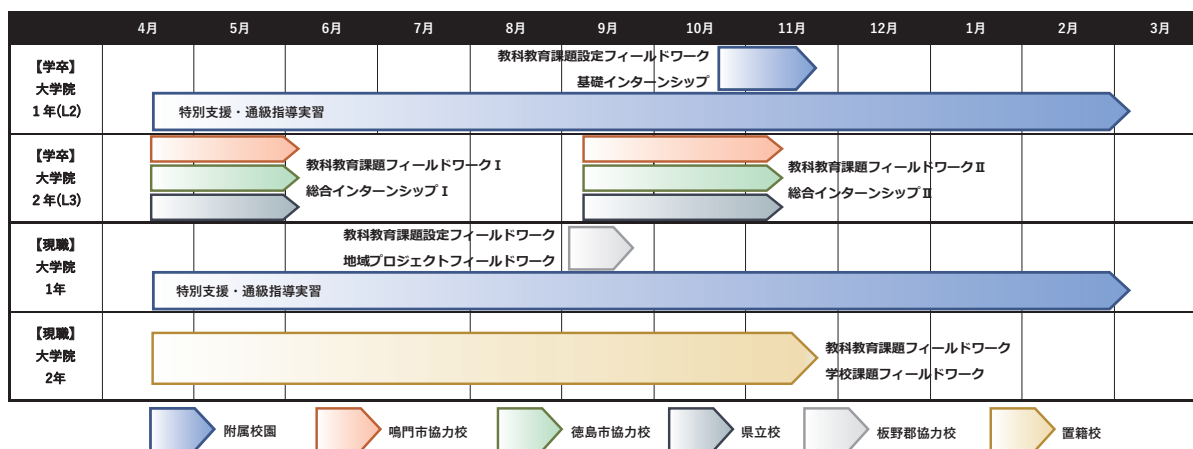 4月 5月 6月 7月 8月 9月 10月 11月 12月 1月 2月 3月
【学卒】
大学院
1年(L2)
教科教育課題設定フィールドワーク
基礎インターンシップ
特別支援・通級指導実習
【学卒】
大学院
2年(L3)
教科教育課題フィールドワークⅠ
総合インターンシップⅠ
教科教育課題フィールドワークⅡ
総合インターンシップⅡ
【現職】
大学院
1年
教科教育課題設定フィールドワーク
地域プロジェクトフィールドワーク
特別支援・通級指導実習
【現職】
大学院
2年
教科教育課題フィールドワーク
学校課題フィールドワーク
附属校園 鳴門市協力校 徳島市協力校 県立校 板野郡協力校 置籍校